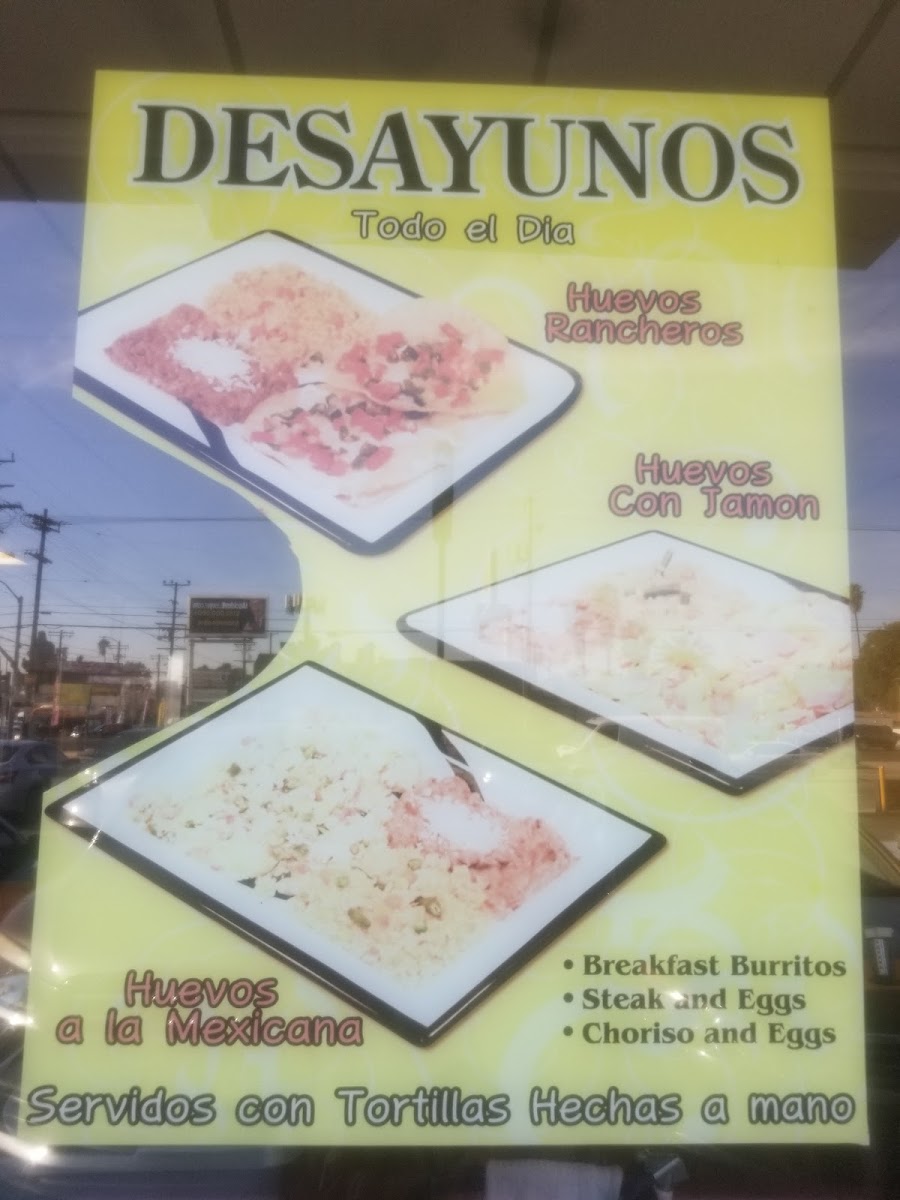 DESAYUNOS
Todo el Dia
Huevos
Rancheros
Huevos
Con Jamon
Huevos
a la Mexicana
• Breakfast Burritos
• Steak and Eggs
• Choriso and Eggs
Servidos con Tortillas Hechas a mano